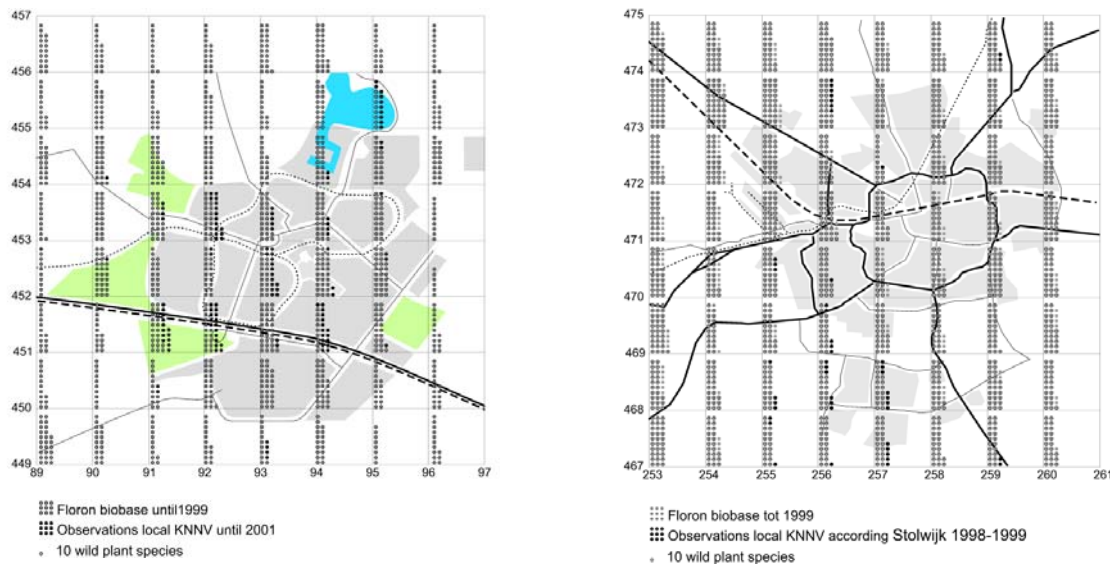 457
456
455
454
453
452
451
450
449
89 90 91 92 93 94 95 96 97
Floron biobase until1999
Observations local KNNV until 2001
10 wild plant species
475
474
473
472
471
470
469
468
467
253 254 255 256 257 258 259 260 261
Floron biobase tot 1999
Observations local KNNV according Stolwijk 1998-1999
10 wild plant species